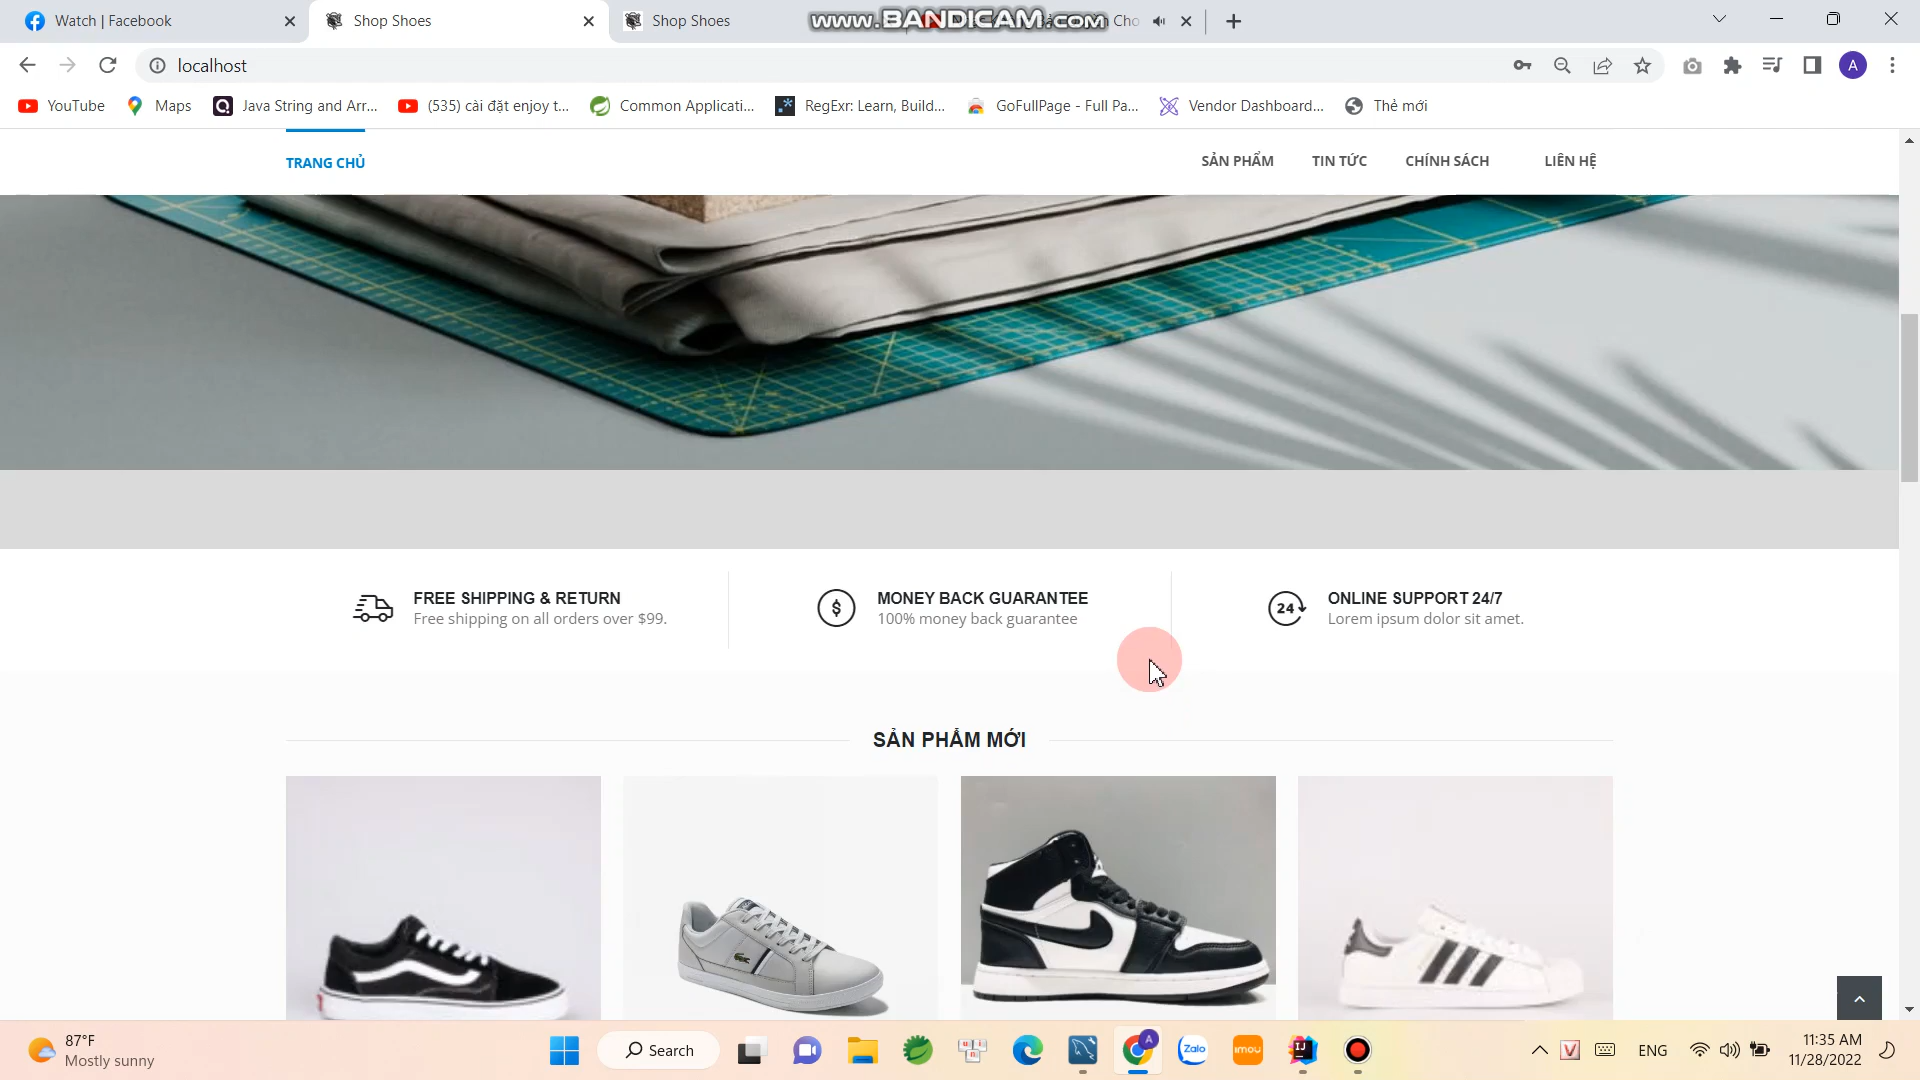 Watch | Facebook
Shop Shoes
Shop Shoes
www.BANDICAM.com
localhost
A
YouTube
Maps
Java String and Arr...
(535) cài đặt enjoy t...
Common Applicati...
RegExr: Learn, Build...
GoFullPage - Full Pa...
Vendor Dashboard...
Thẻ mới
TRANG CHỦ
SẢN PHẨM
TIN TỨC
CHÍNH SÁCH
LIÊN HỆ
FREE SHIPPING & RETURN
Free shipping on all orders over $99.
$
MONEY BACK GUARANTEE
100% money back guarantee
24
ONLINE SUPPORT 24/7
Lorem ipsum dolor sit amet.
SẢN PHẨM MỚI
87°F
Mostly sunny
Search
A
Zalo
imou
IJ
V
ENG
11:35 AM
11/28/2022